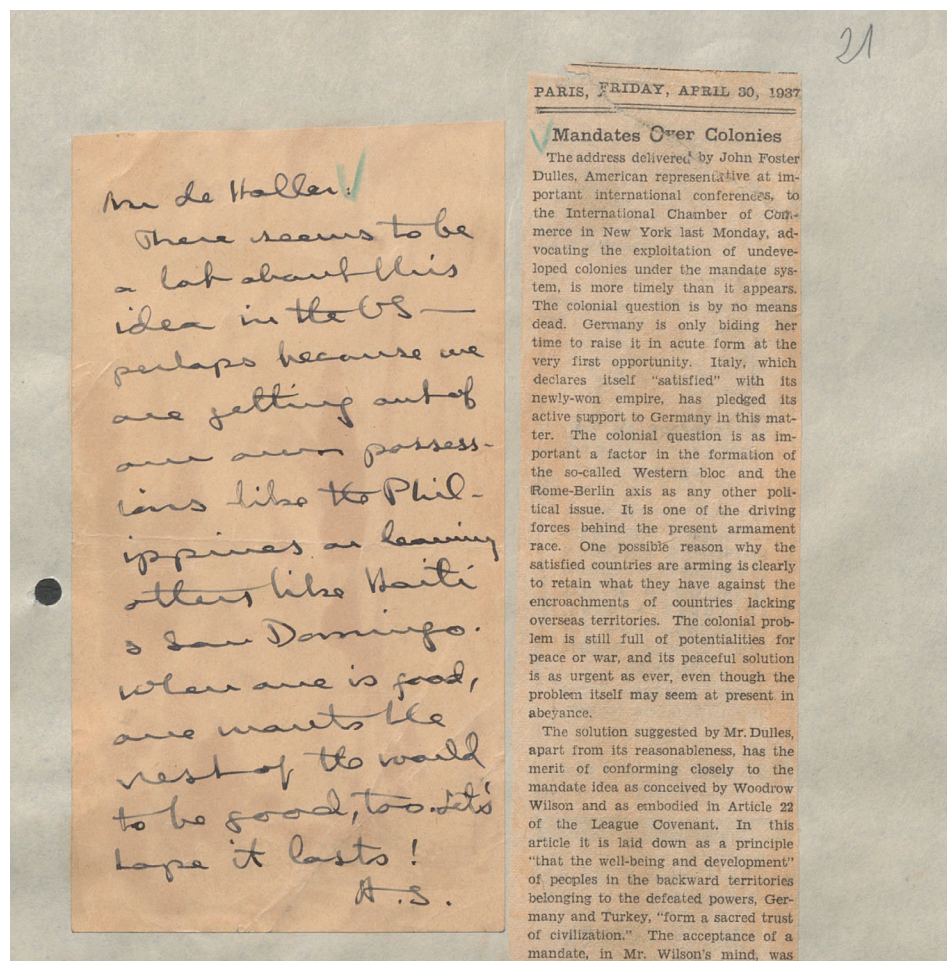 21
Mr de Haller:
There seems to be
a lot about this
idea in the US —
perhaps because we
are getting out of
our own possess-
ions like the Phil-
ippines or leaving
others like Haiti
& San Domingo.
When one is good,
one wants the
rest of the world
to be good, too. Let's
hope it lasts!
A.S.
PARIS, FRIDAY, APRIL 30, 1937
Mandates Over Colonies
The address delivered by John Foster
Dulles, American representative at im-
portant international conferences, to
the International Chamber of Com-
merce in New York last Monday, ad-
vocating the exploitation of undeve-
loped colonies under the mandate sys-
tem, is more timely than it appears.
The colonial question is by no means
dead. Germany is only biding her
time to raise it in acute form at the
very first opportunity. Italy, which
declares itself "satisfied" with its
newly-won empire, has pledged its
active support to Germany in this mat-
ter. The colonial question is as im-
portant a factor in the formation of
the so-called Western bloc and the
Rome-Berlin axis as any other poli-
tical issue. It is one of the driving
forces behind the present armament
race. One possible reason why the
satisfied countries are arming is clearly
to retain what they have against the
encroachments of countries lacking
overseas territories. The colonial prob-
lem is still full of potentialities for
peace or war, and its peaceful solution
is as urgent as ever, even though the
problem itself may seem at present in
abeyance.
The solution suggested by Mr. Dulles,
apart from its reasonableness, has the
merit of conforming closely to the
mandate idea as conceived by Woodrow
Wilson and as embodied in Article 22
of the League Covenant. In this
article it is laid down as a principle
"that the well-being and development"
of peoples in the backward territories
belonging to the defeated powers, Ger-
many and Turkey, "form a sacred trust
of civilization." The acceptance of a
mandate, in Mr. Wilson's mind, was